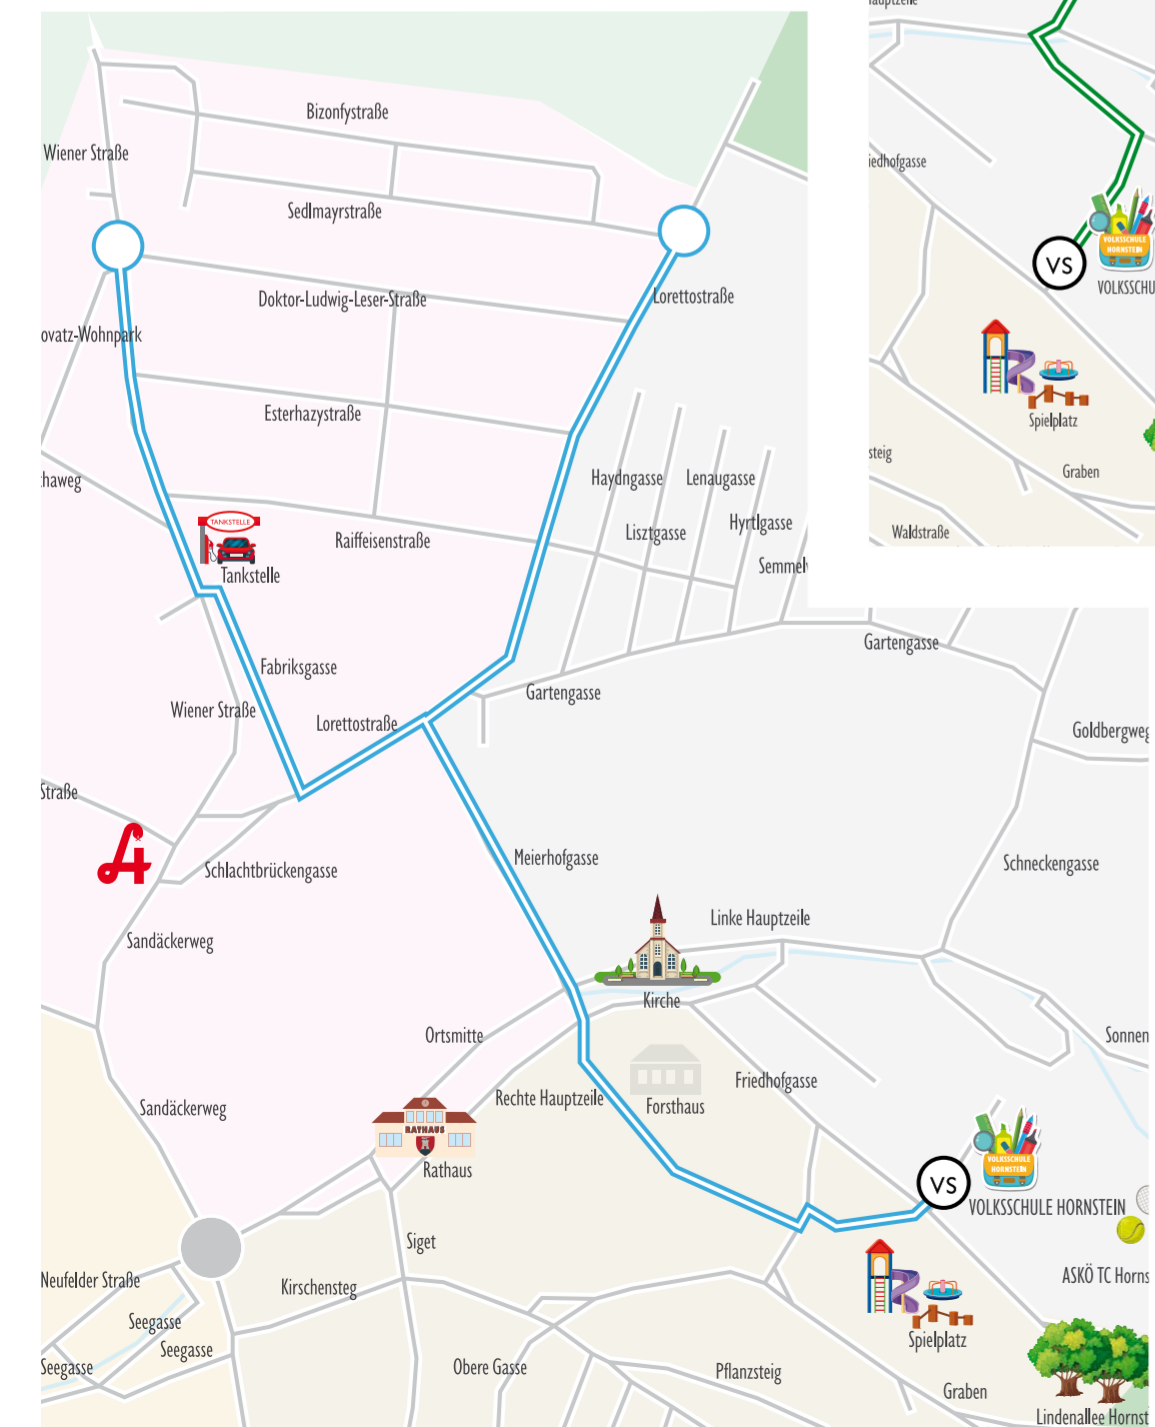 Bizonfystraße
Wiener Straße
Sedlmayrstraße
Doktor-Ludwig-Leser-Straße
Lorettostraße
ovatz-Wohnpark
Esterhazystraße
haweg
Haydngasse
Lenaugasse
TANKSTELLE
Raiffeisenstraße
Lisztgasse
Hyrtlgasse
Semmelw
Tankstelle
Fabriksgasse
Gartengasse
Gartengasse
Wiener Straße
Lorettostraße
Goldbergweg
Straße
Meierhofgasse
Schneckengasse
Schlachtbrückengasse
Linke Hauptzeile
Sandäckerweg
Kirche
Ortsmitte
Sonnen
Friedhofgasse
Rechte Hauptzeile
Forsthaus
Sandäckerweg
RATHAUS
Rathaus
VOLKSSCHULE
HORNSTEIN
VS
VOLKSSCHULE HORNSTEIN
Siget
Neufelder Straße
Kirschensteg
ASKÖ TC Horns
Seegasse
Seegasse
Seegasse
Spielplatz
Obere Gasse
Pflanzsteig
Graben
Lindenallee Hornst
Hauptzeile
iedhofgasse
VOLKSSCHULE
HORNSTEIN
VS
VOLKSSCHU
Spielplatz
steig
Graben
Waldstraße